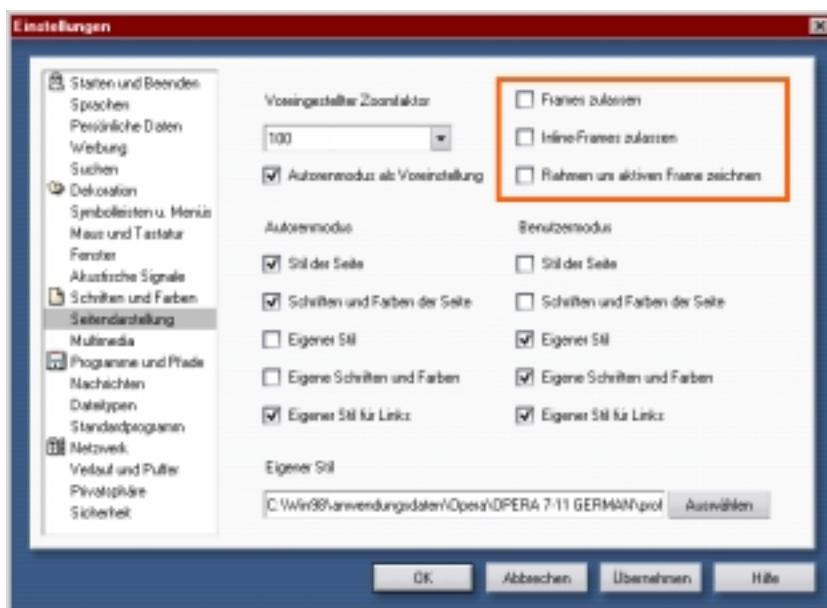 Einstellungen
Starten und Beenden
Sprachen
Persönliche Daten
Werbung
Suchen
Dekoration
Symbolleisten u. Menüs
Maus und Tastatur
Fenster
Akustische Signale
Schriften und Farben
Seitendarstellung
Multimedia
Programme und Pfade
Nachrichten
Dateitypen
Standardprogramm
Netzwerk
Verlauf und Puffer
Privatsphäre
Sicherheit
Voreingestellter Zoomfaktor
100
Autorenmodus als Voreinstellung
Frames zulassen
Inline-Frames zulassen
Rahmen um aktiven Frame zeichnen
Autorenmodus
Stil der Seite
Schriften und Farben der Seite
Eigener Stil
Eigene Schriften und Farben
Eigener Stil für Links
Benutzermodus
Stil der Seite
Schriften und Farben der Seite
Eigener Stil
Eigene Schriften und Farben
Eigener Stil für Links
Eigener Stil
C:\Win98\anwendungsdaten\Opera\OPERA 7-11 GERMAN\prof
Auswählen
OK
Abbrechen
Übernehmen
Hilfe